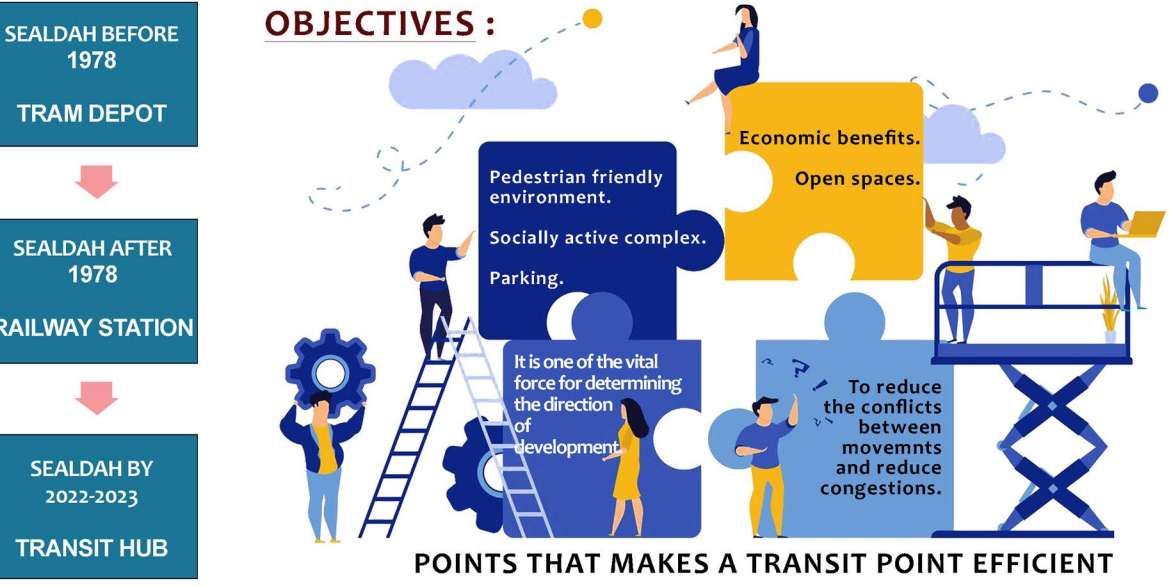 SEALDAH BEFORE
1978
TRAM DEPOT
SEALDAH AFTER
1978
RAILWAY STATION
SEALDAH BY
2022-2023
TRANSIT HUB
OBJECTIVES :
Pedestrian friendly
environment.
Socially active complex.
Parking.
Economic benefits.
Open spaces.
It is one of the vital
force for determining
the direction
of
development.
To reduce
the conflicts
between
movemnts
and reduce
congestions.
POINTS THAT MAKES A TRANSIT POINT EFFICIENT